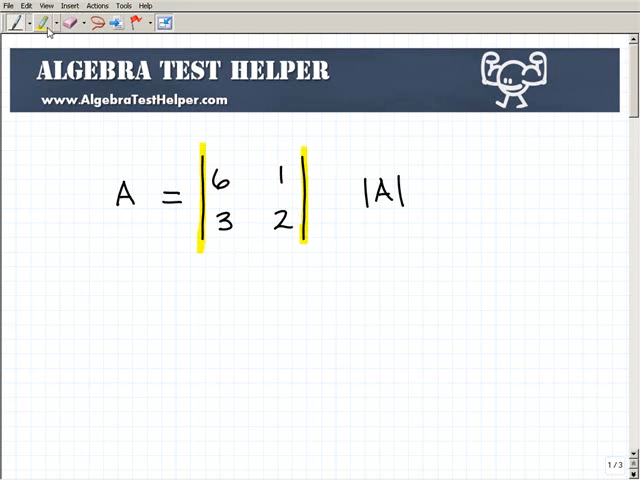 File Edit View Insert Actions Tools Help
ALGEBRA TEST HELPER
www.AlgebraTestHelper.com
A = | 6 1 | |A|
| 3 2 |
1 / 3